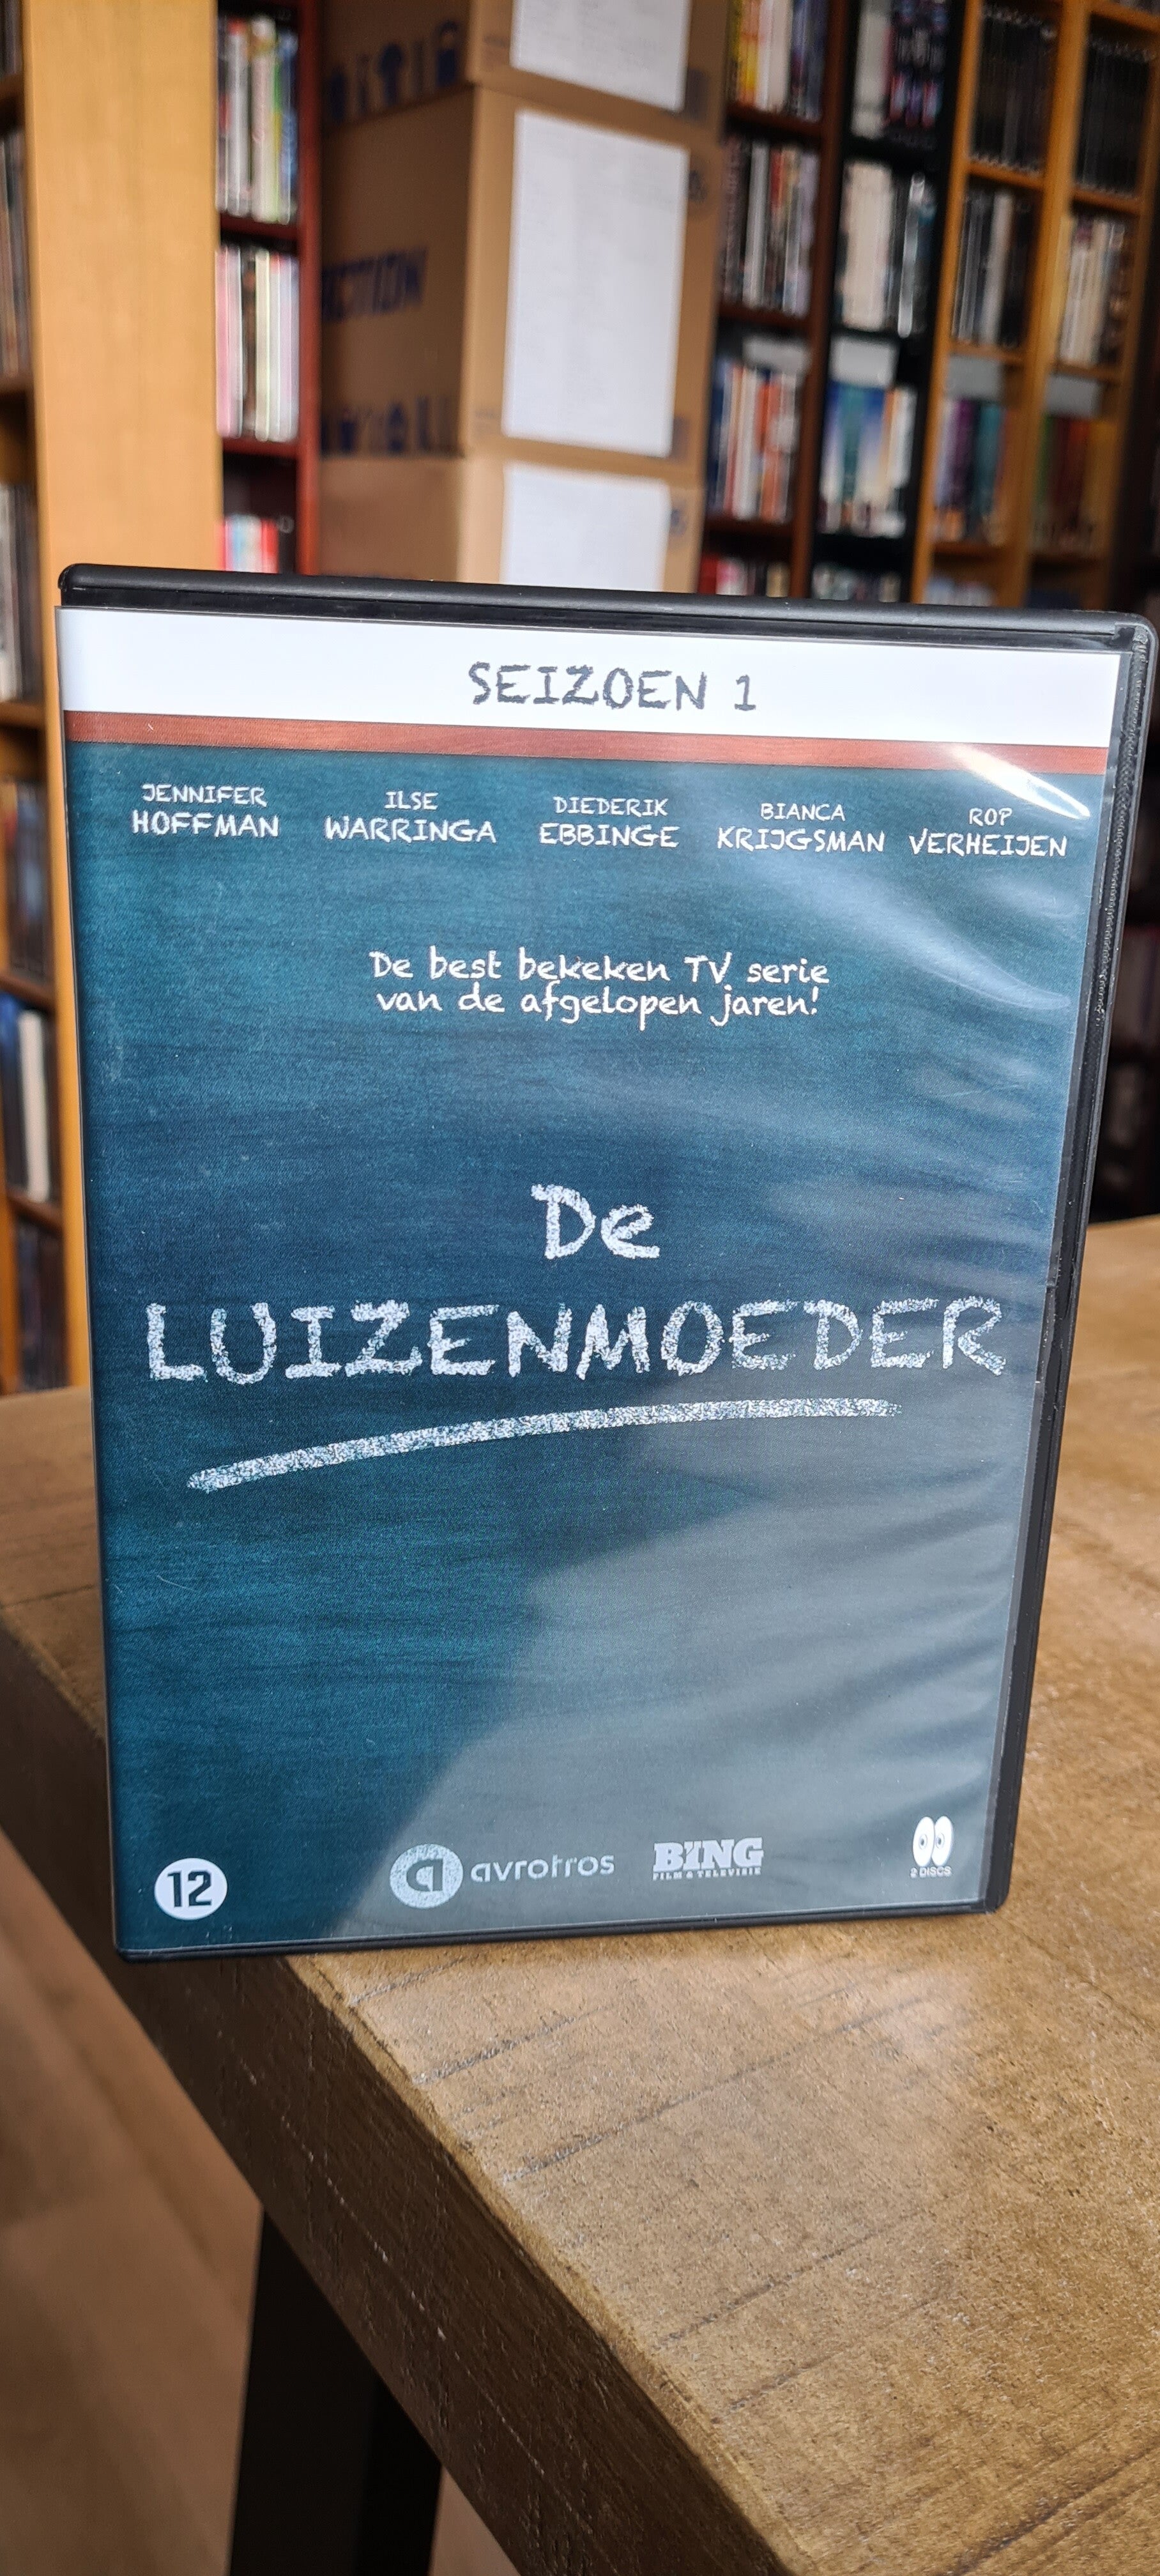 SEIZOEN 1
JENNIFER
HOFFMAN
ILSE
WARRINGA
DIEDERIK
EBBINGE
BIANCA
KRIJGSMAN
ROP
VERHEIJEN
De best bekeken TV serie
van de afgelopen jaren!
De
LUIZENMOEDER
12
avrotros
BING
FILM & TELEVISIE
2 DISCS